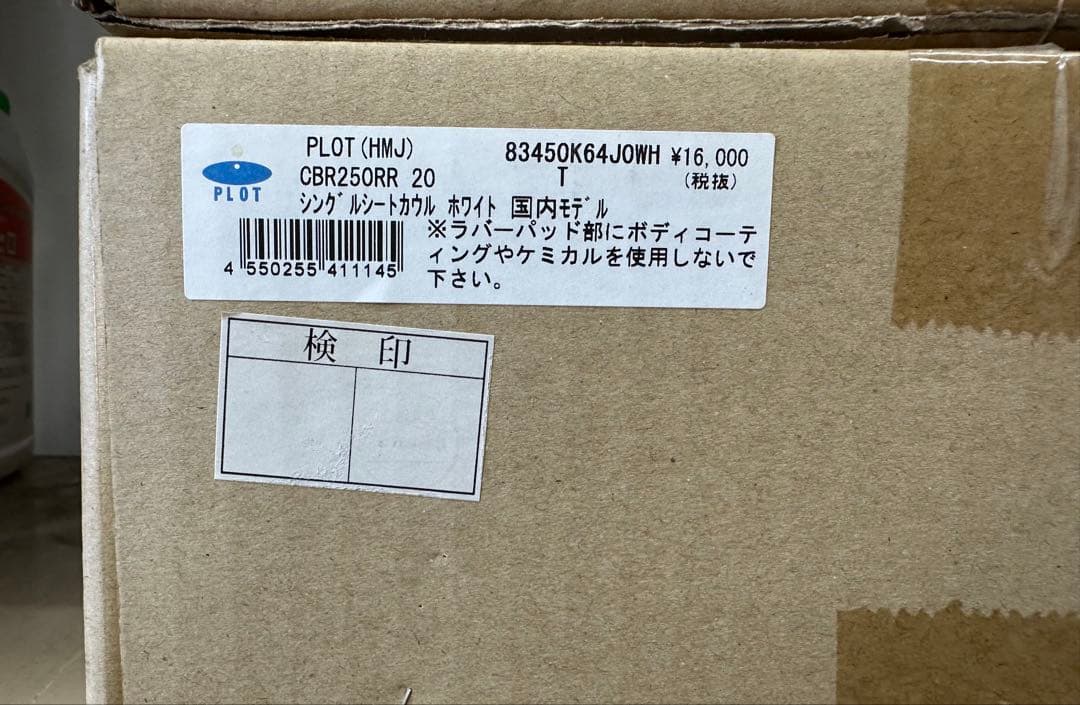 PLOT
PLOT(HMJ)
83450K64J0WH ¥16,000
CBR250RR 20
T
(税抜)
シングルシートカウル ホワイト 国内モデル
※ラバーパッド部にボディコーテ
ィングやケミカルを使用しないで
下さい。
4 550255 411145
検 印